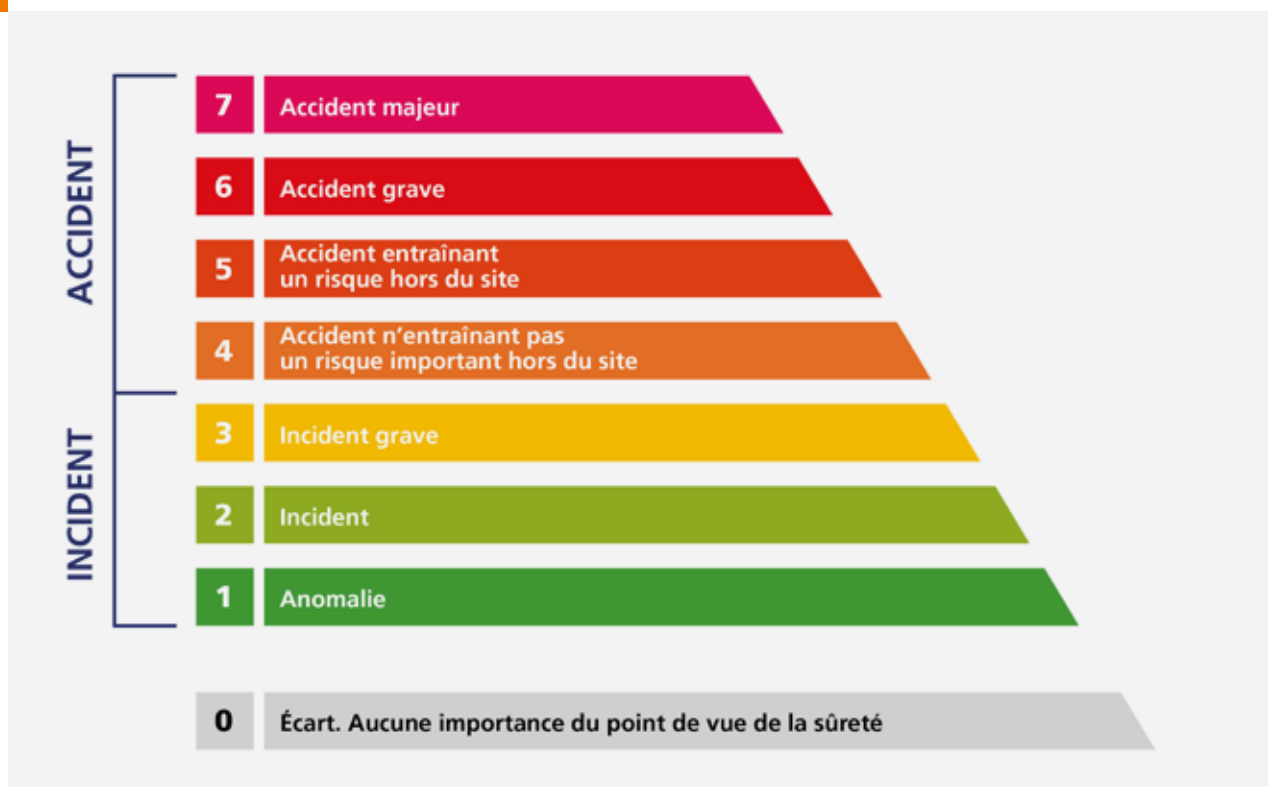 ACCIDENT
7 Accident majeur
6 Accident grave
5 Accident entraînant
un risque hors du site
4 Accident n’entraînant pas
un risque important hors du site
INCIDENT
3 Incident grave
2 Incident
1 Anomalie
0 Écart. Aucune importance du point de vue de la sûreté